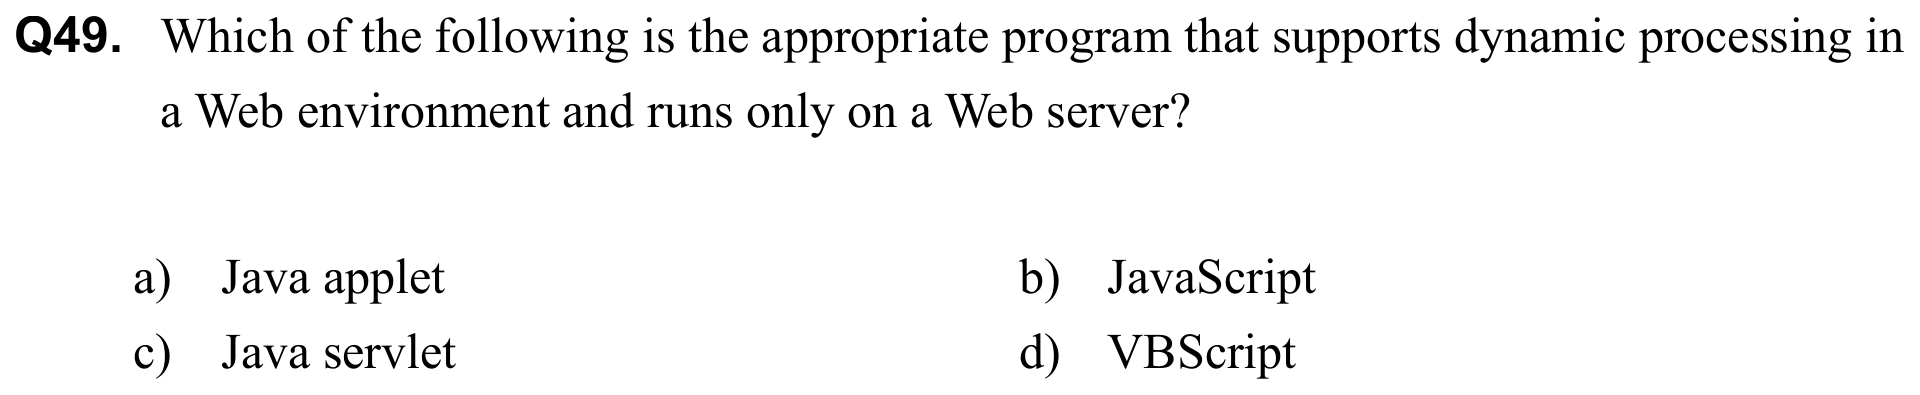 Q49. Which of the following is the appropriate program that supports dynamic processing in
a Web environment and runs only on a Web server?
a) Java applet b) JavaScript
c) Java servlet d) VBScript